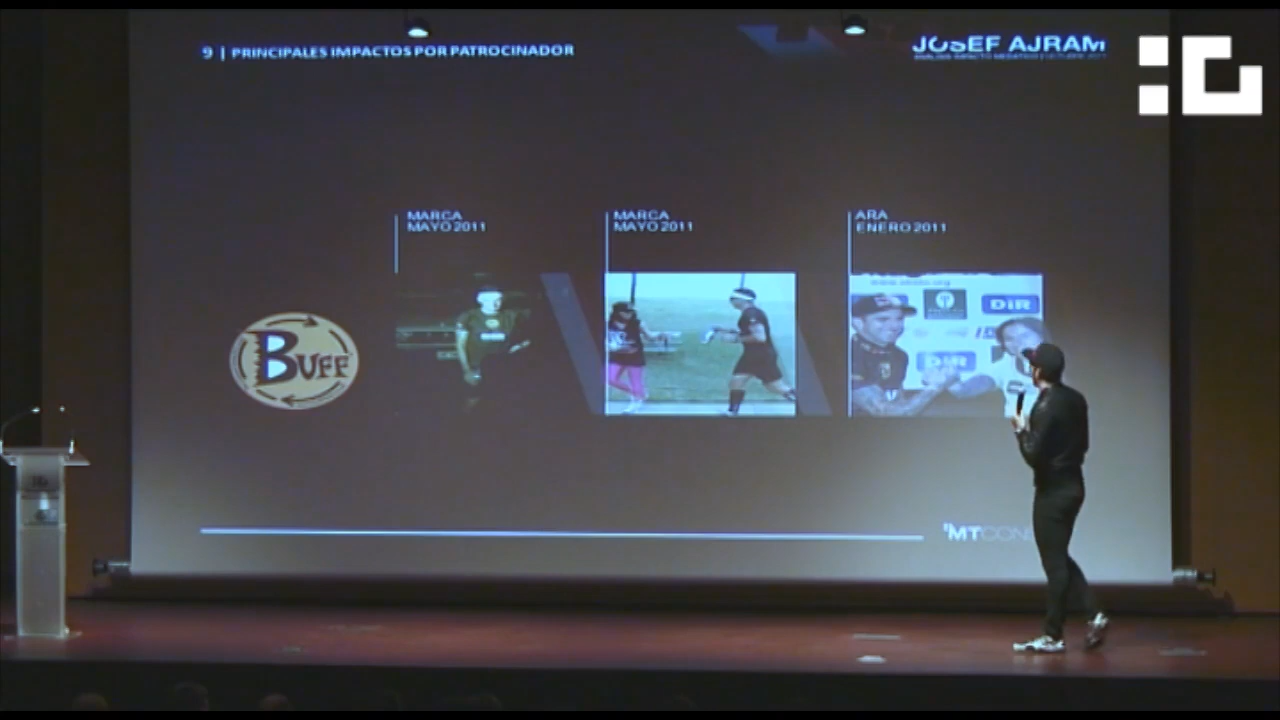 9 | PRINCIPALES IMPACTOS POR PATROCINADOR
JOSEF AJRAM
MARCA
MAYO 2011
MARCA
MAYO 2011
ARA
ENERO 2011
BUFF
DiR
DiR
MTCON